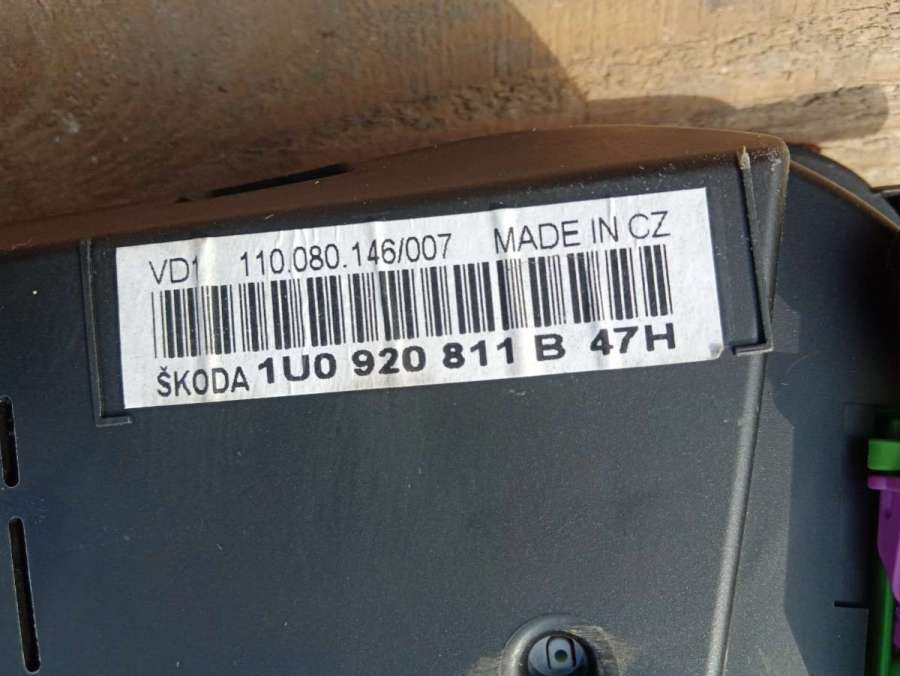 VD1 110.080.146/007 MADE IN CZ
ŠKODA 1U0 920 811 B 47H